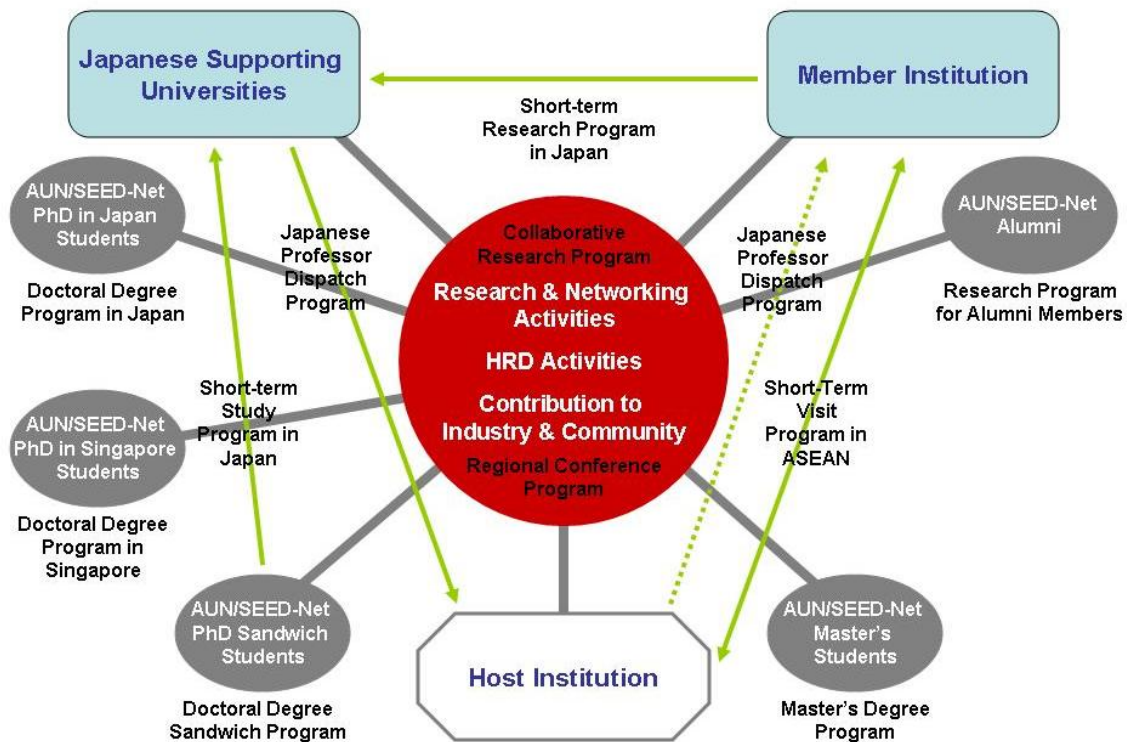 Japanese Supporting
Universities
Member Institution
Short-term
Research Program
in Japan
AUN/SEED-Net
PhD in Japan
Students
Doctoral Degree
Program in Japan
Japanese
Professor
Dispatch
Program
Collaborative
Research Program
Research & Networking
Activities
HRD Activities
Contribution to
Industry & Community
Regional Conference
Program
Japanese
Professor
Dispatch
Program
AUN/SEED-Net
Alumni
Research Program
for Alumni Members
AUN/SEED-Net
PhD in Singapore
Students
Doctoral Degree
Program in
Singapore
Short-term
Study
Program in
Japan
Short-Term
Visit
Program in
ASEAN
AUN/SEED-Net
PhD Sandwich
Students
Doctoral Degree
Sandwich Program
Host Institution
AUN/SEED-Net
Master's
Students
Master's Degree
Program